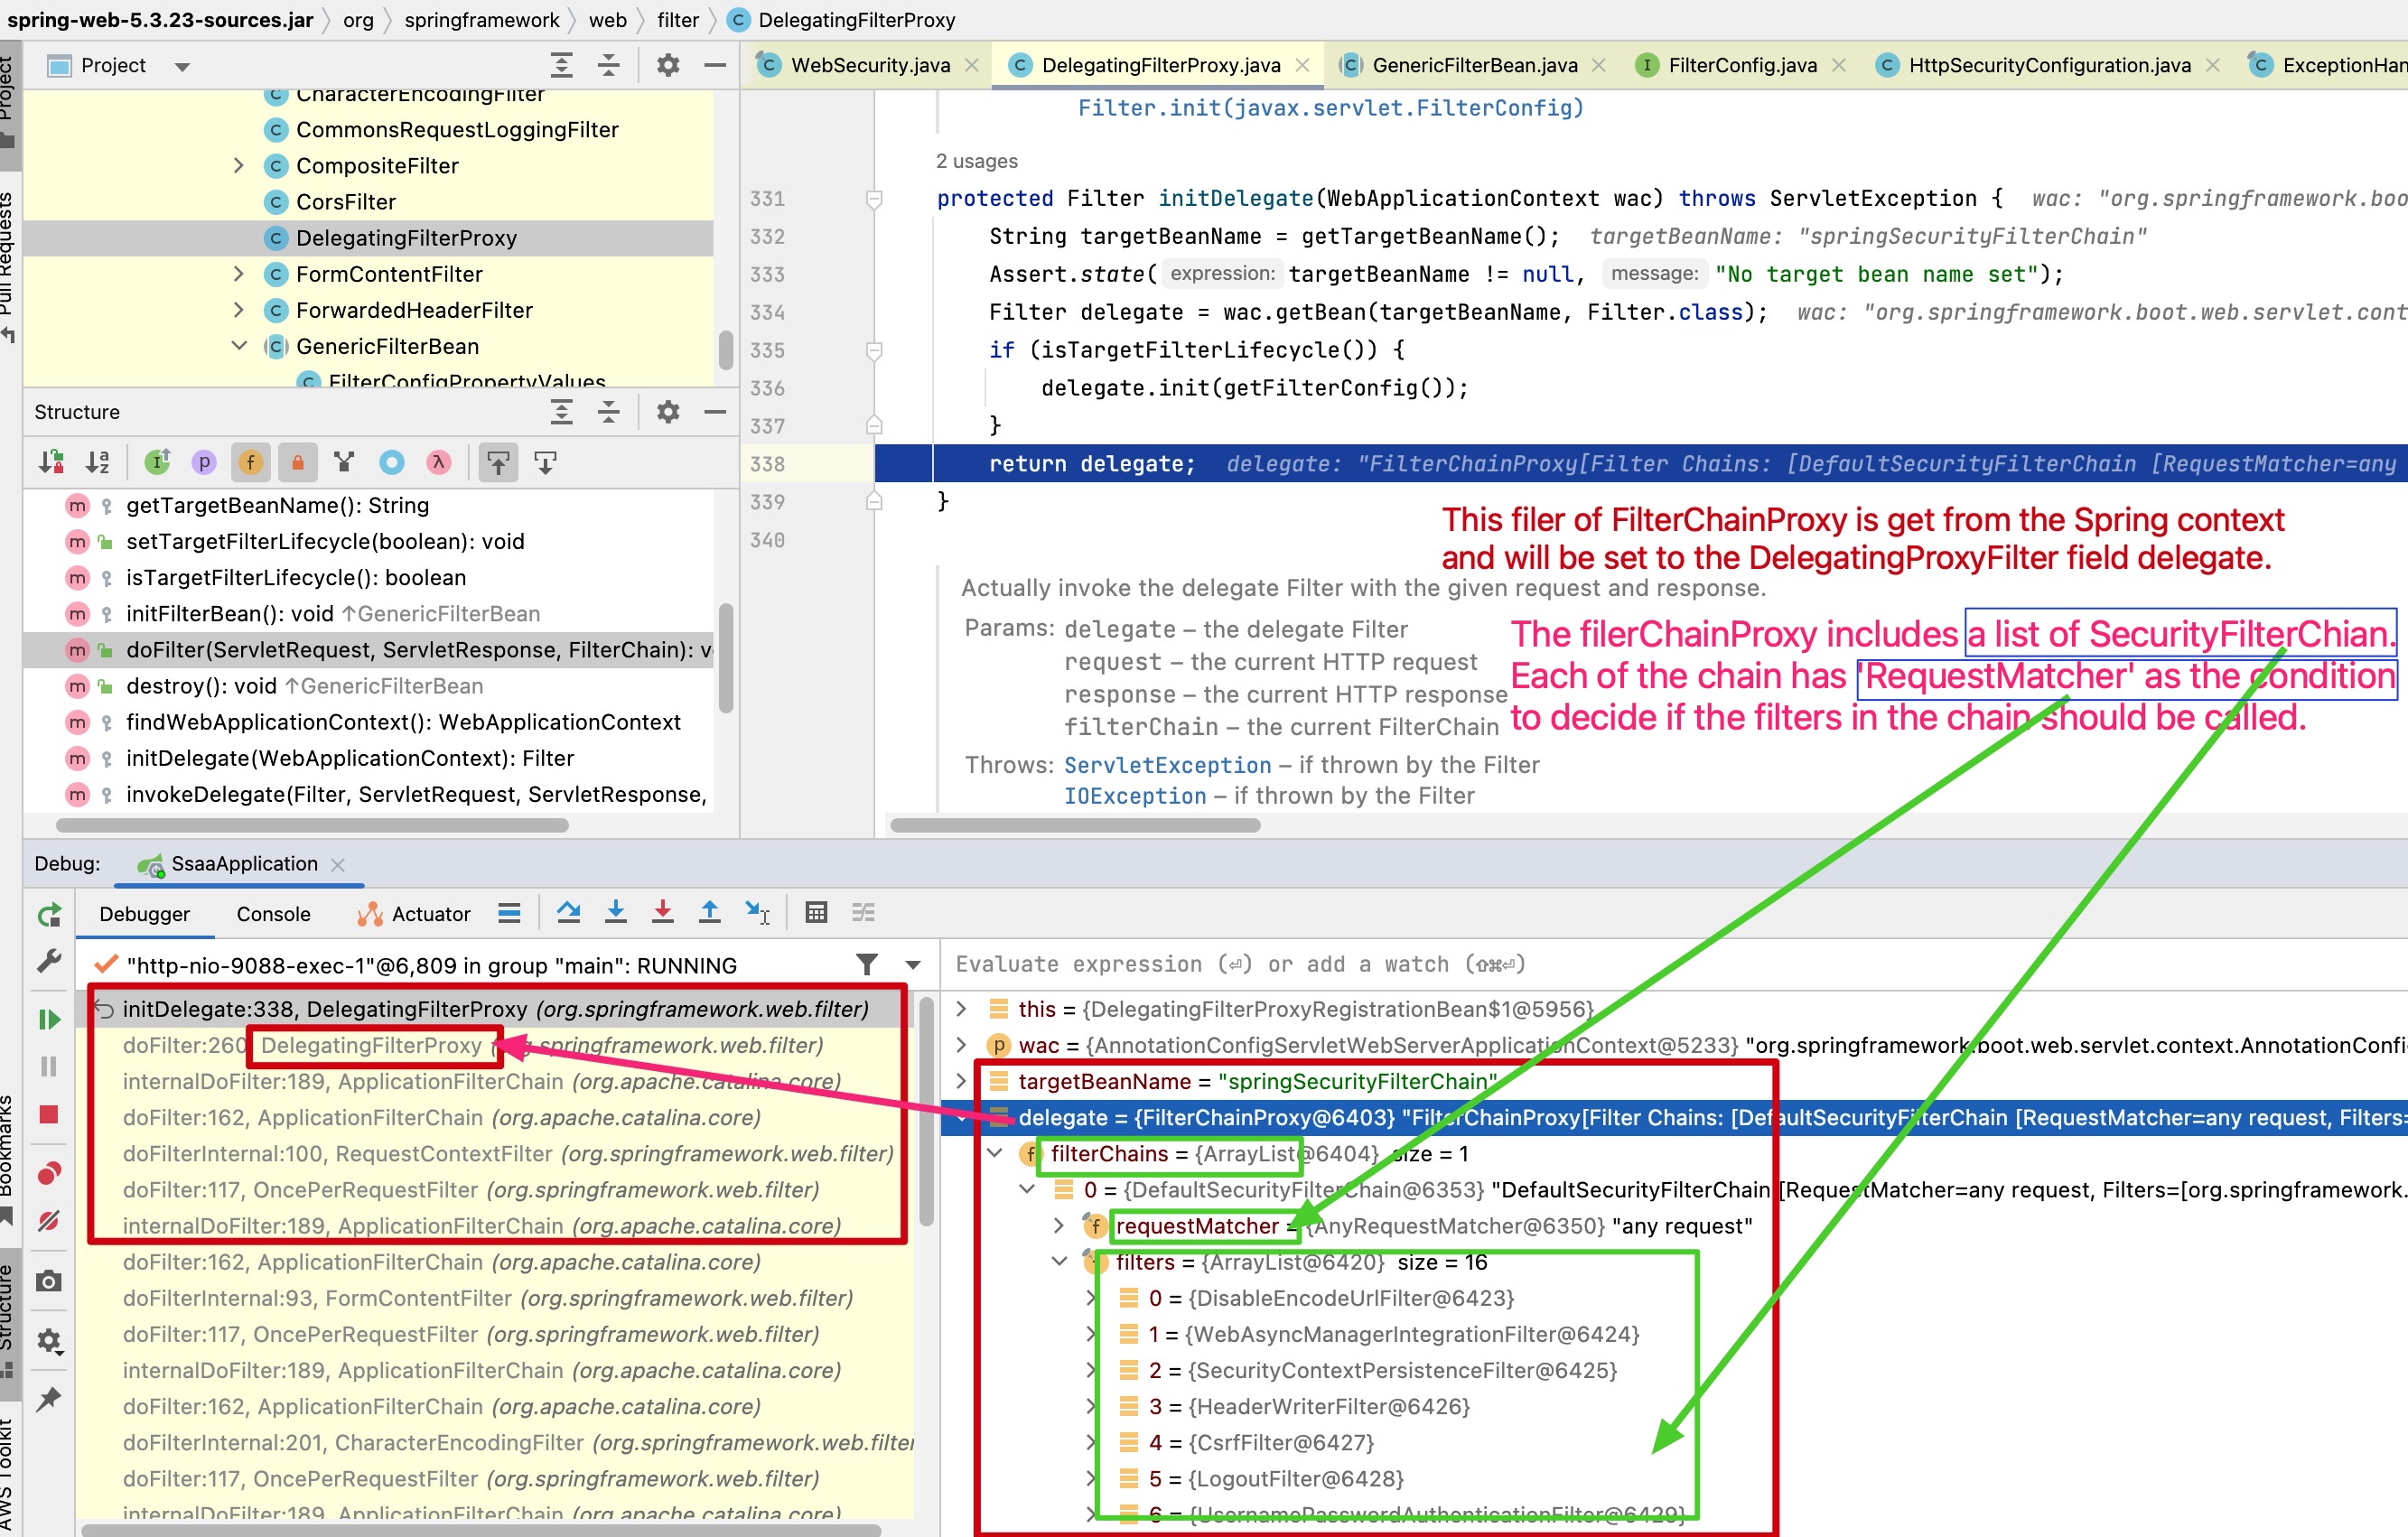 spring-web-5.3.23-sources.jar org springframework web filter DelegatingFilterProxy
Project
Pull Requests
Bookmarks
Structure
AWS Toolkit
Project
CharacterEncodingFilter
CommonsRequestLoggingFilter
CompositeFilter
CorsFilter
DelegatingFilterProxy
FormContentFilter
ForwardedHeaderFilter
GenericFilterBean
FilterConfigPropertyValues
Structure
getTargetBeanName(): String
setTargetFilterLifecycle(boolean): void
isTargetFilterLifecycle(): boolean
initFilterBean(): void ↑GenericFilterBean
doFilter(ServletRequest, ServletResponse, FilterChain): v
destroy(): void ↑GenericFilterBean
findWebApplicationContext(): WebApplicationContext
initDelegate(WebApplicationContext): Filter
invokeDelegate(Filter, ServletRequest, ServletResponse,
WebSecurity.java DelegatingFilterProxy.java GenericFilterBean.java FilterConfig.java HttpSecurityConfiguration.java ExceptionHan
Filter.init(javax.servlet.FilterConfig)
2 usages
331 protected Filter initDelegate(WebApplicationContext wac) throws ServletException { wac: "org.springframework.boo
332 String targetBeanName = getTargetBeanName(); targetBeanName: "springSecurityFilterChain"
333 Assert.state( expression: targetBeanName != null, message: "No target bean name set");
334 Filter delegate = wac.getBean(targetBeanName, Filter.class); wac: "org.springframework.boot.web.servlet.cont
335 if (isTargetFilterLifecycle()) {
336 delegate.init(getFilterConfig());
337 }
338 return delegate; delegate: "FilterChainProxy[Filter Chains: [DefaultSecurityFilterChain [RequestMatcher=any
339 }
340
This filer of FilterChainProxy is get from the Spring context
and will be set to the DelegatingProxyFilter field delegate.
Actually invoke the delegate Filter with the given request and response.
Params: delegate – the delegate Filter
request – the current HTTP request
response – the current HTTP response
filterChain – the current FilterChain
Throws: ServletException – if thrown by the Filter
IOException – if thrown by the Filter
The filerChainProxy includes a list of SecurityFilterChian.
Each of the chain has 'RequestMatcher' as the condition
to decide if the filters in the chain should be called.
Debug: SsaaApplication
Debugger Console Actuator
"http-nio-9088-exec-1"@6,809 in group "main": RUNNING
initDelegate:338, DelegatingFilterProxy (org.springframework.web.filter)
doFilter:260 DelegatingFilterProxy (org.springframework.web.filter)
internalDoFilter:189, ApplicationFilterChain (org.apache.catalina.core)
doFilter:162, ApplicationFilterChain (org.apache.catalina.core)
doFilterInternal:100, RequestContextFilter (org.springframework.web.filter)
doFilter:117, OncePerRequestFilter (org.springframework.web.filter)
internalDoFilter:189, ApplicationFilterChain (org.apache.catalina.core)
doFilter:162, ApplicationFilterChain (org.apache.catalina.core)
doFilterInternal:93, FormContentFilter (org.springframework.web.filter)
doFilter:117, OncePerRequestFilter (org.springframework.web.filter)
internalDoFilter:189, ApplicationFilterChain (org.apache.catalina.core)
doFilter:162, ApplicationFilterChain (org.apache.catalina.core)
doFilterInternal:201, CharacterEncodingFilter (org.springframework.web.filter
doFilter:117, OncePerRequestFilter (org.springframework.web.filter)
internalDoFilter:189, ApplicationFilterChain (org.apache.catalina.core)
Evaluate expression (⏎) or add a watch (⇧⌘⏎)
this = {DelegatingFilterProxyRegistrationBean$1@5956}
wac = {AnnotationConfigServletWebServerApplicationContext@5233} "org.springframework.boot.web.servlet.context.AnnotationConfi
targetBeanName = "springSecurityFilterChain"
delegate = {FilterChainProxy@6403} "FilterChainProxy[Filter Chains: [DefaultSecurityFilterChain [RequestMatcher=any request, Filters=
filterChains = {ArrayList@6404} size = 1
0 = {DefaultSecurityFilterChain@6353} "DefaultSecurityFilterChain [RequestMatcher=any request, Filters=[org.springframework.
requestMatcher = {AnyRequestMatcher@6350} "any request"
filters = {ArrayList@6420} size = 16
0 = {DisableEncodeUrlFilter@6423}
1 = {WebAsyncManagerIntegrationFilter@6424}
2 = {SecurityContextPersistenceFilter@6425}
3 = {HeaderWriterFilter@6426}
4 = {CsrfFilter@6427}
5 = {LogoutFilter@6428}
6 = {UsernamePasswordAuthenticationFilter@6429}